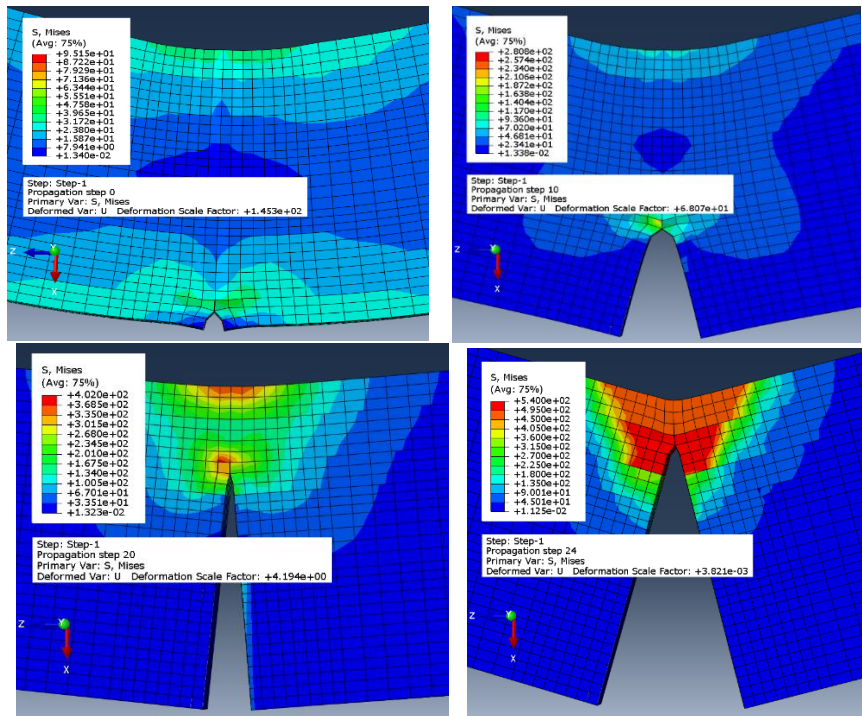 S, Mises
(Avg: 75%)
+9.515e+01
+8.722e+01
+7.929e+01
+7.136e+01
+6.344e+01
+5.551e+01
+4.758e+01
+3.965e+01
+3.172e+01
+2.380e+01
+1.587e+01
+7.941e+00
+1.340e-02
Step: Step-1
Propagation step 0
Primary Var: S, Mises
Deformed Var: U Deformation Scale Factor: +1.453e+02
Z
Y
X
S, Mises
(Avg: 75%)
+2.808e+02
+2.574e+02
+2.340e+02
+2.106e+02
+1.872e+02
+1.638e+02
+1.404e+02
+1.170e+02
+9.360e+01
+7.020e+01
+4.681e+01
+2.341e+01
+1.338e-02
Step: Step-1
Propagation step 10
Primary Var: S, Mises
Deformed Var: U Deformation Scale Factor: +6.807e+01
Z
Y
X
S, Mises
(Avg: 75%)
+4.020e+02
+3.685e+02
+3.350e+02
+3.015e+02
+2.680e+02
+2.345e+02
+2.010e+02
+1.675e+02
+1.340e+02
+1.005e+02
+6.701e+01
+3.351e+01
+1.323e-02
Step: Step-1
Propagation step 20
Primary Var: S, Mises
Deformed Var: U Deformation Scale Factor: +4.194e+00
Z
Y
X
S, Mises
(Avg: 75%)
+5.400e+02
+4.950e+02
+4.500e+02
+4.050e+02
+3.600e+02
+3.150e+02
+2.700e+02
+2.250e+02
+1.800e+02
+1.350e+02
+9.001e+01
+4.501e+01
+1.125e-02
Step: Step-1
Propagation step 24
Primary Var: S, Mises
Deformed Var: U Deformation Scale Factor: +3.821e-03
Z
Y
X